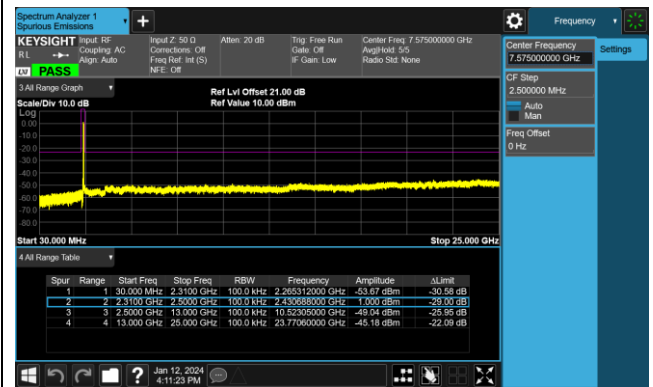 Spectrum Analyzer 1
Spurious Emissions
Frequency
KEYSIGHT
Input: RF
Coupling: AC
Align: Auto
Input Z: 50 Ω
Corrections: Off
Freq Ref: Int (S)
NFE: Off
Atten: 20 dB
Trig: Free Run
Gate: Off
IF Gain: Low
Center Freq: 7.575000000 GHz
Avg|Hold: 5/5
Radio Std: None
RL
LXI PASS
Center Frequency
7.575000000 GHz
Settings
CF Step
2.500000 MHz
Auto
Man
Freq Offset
0 Hz
3 All Range Graph
Scale/Div 10.0 dB
Ref Lvl Offset 21.00 dB
Ref Value 10.00 dBm
Log
0.00
-10.0
-20.0
-30.0
-40.0
-50.0
-60.0
-70.0
-80.0
Start 30.000 MHz Stop 25.000 GHz
4 All Range Table
Spur Range Start Freq Stop Freq RBW Frequency Amplitude ΔLimit
1 1 30.000 MHz 2.3100 GHz 100.0 kHz 2.265312000 GHz -53.67 dBm -30.58 dB
2 2 2.3100 GHz 2.5000 GHz 100.0 kHz 2.430688000 GHz 1.000 dBm -29.00 dB
3 3 2.5000 GHz 13.000 GHz 100.0 kHz 10.52305000 GHz -49.04 dBm -25.95 dB
4 4 13.000 GHz 25.000 GHz 100.0 kHz 23.77060000 GHz -45.18 dBm -22.09 dB
Jan 12, 2024
4:11:23 PM